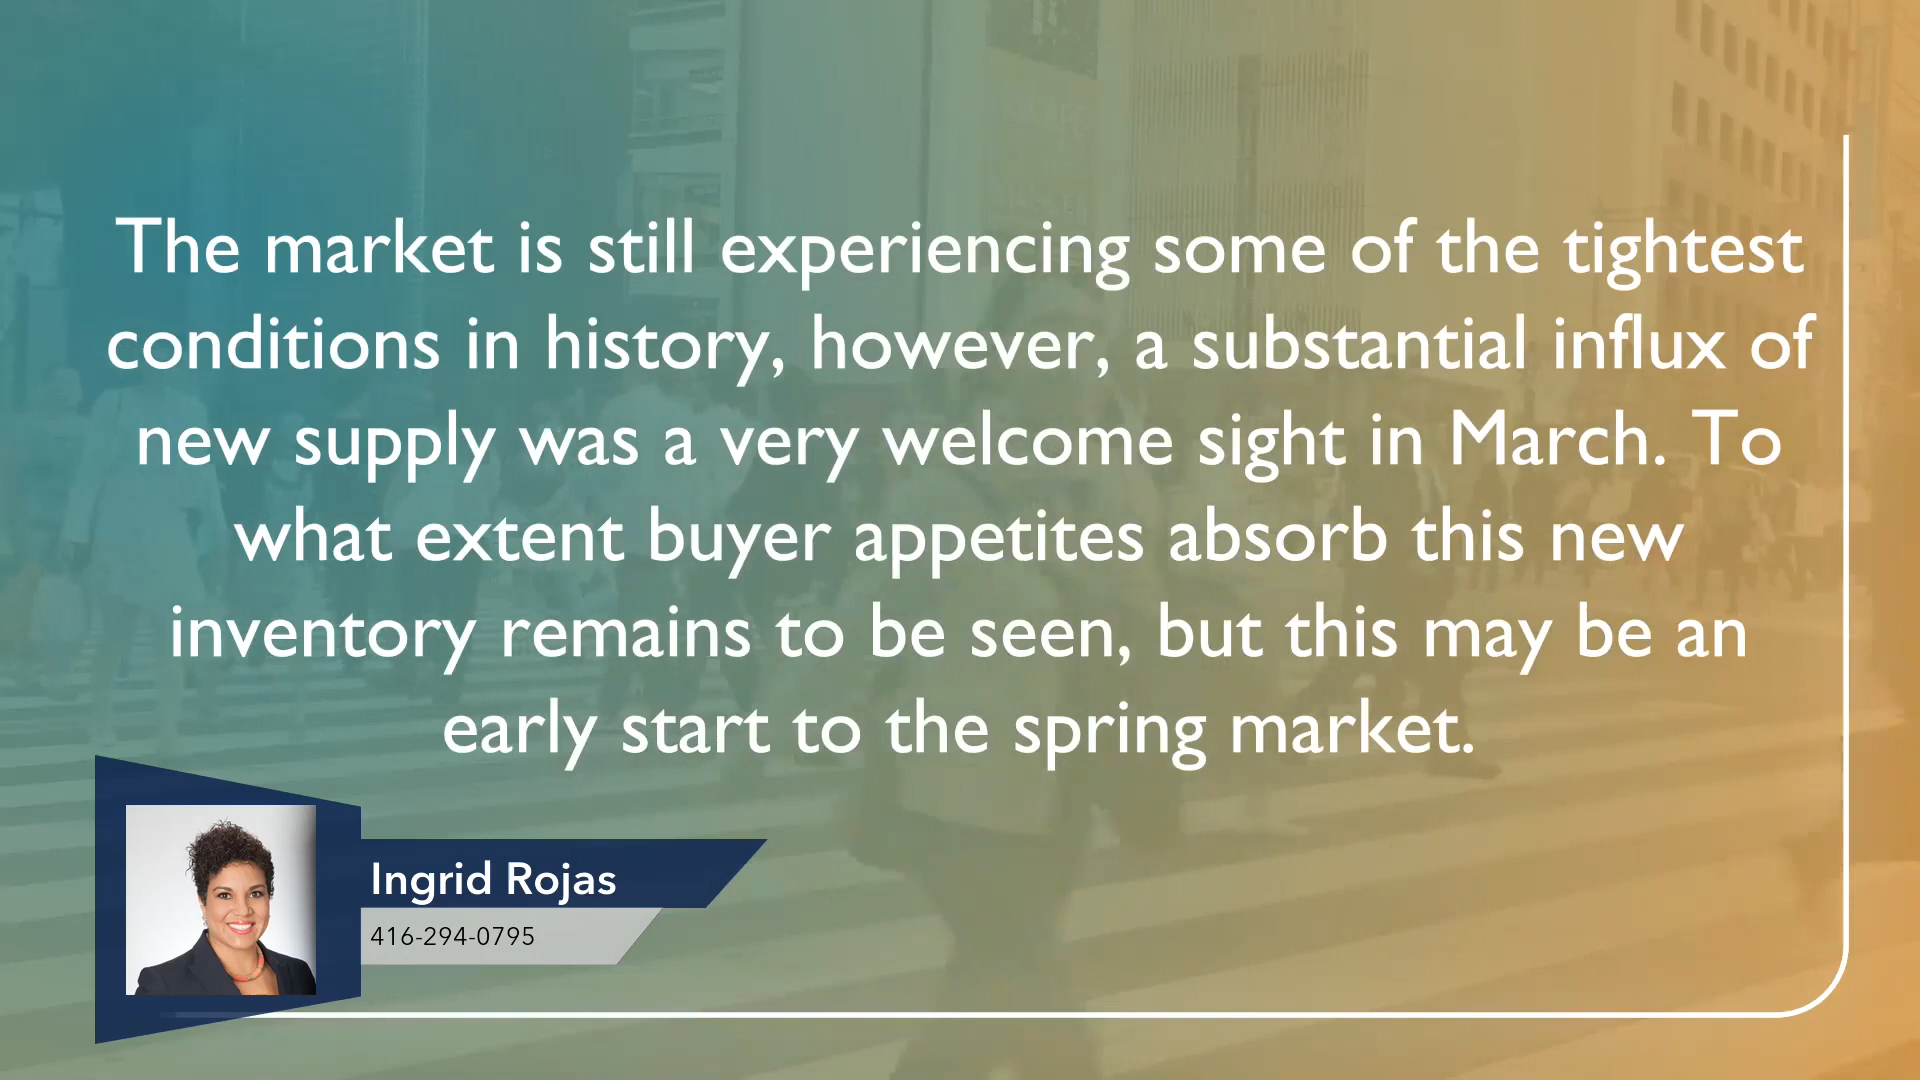 The market is still experiencing some of the tightest
conditions in history, however, a substantial influx of
new supply was a very welcome sight in March. To
what extent buyer appetites absorb this new
inventory remains to be seen, but this may be an
early start to the spring market.
Ingrid Rojas
416-294-0795